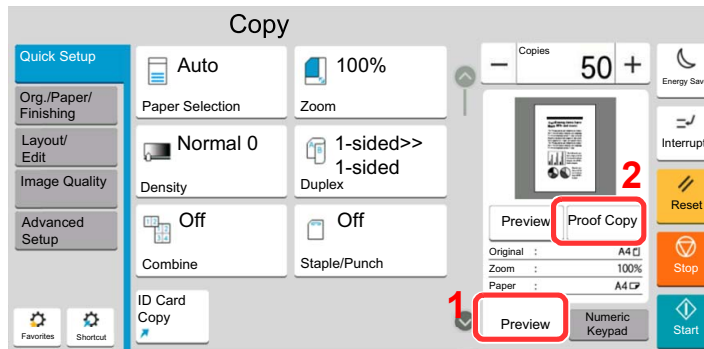 Copy
Quick Setup
Org./Paper/
Finishing
Layout/
Edit
Image Quality
Advanced
Setup
Favorites
Shortcut
Auto
Paper Selection
100%
Zoom
Normal 0
Density
1-sided>>
1-sided
Duplex
Off
Combine
Off
Staple/Punch
ID Card
Copy
Copies
50
2
Preview
Proof Copy
Original :
A4
Zoom :
100%
Paper :
A4
1
Preview
Numeric
Keypad
Energy Sav
Interrupt
Reset
Stop
Start